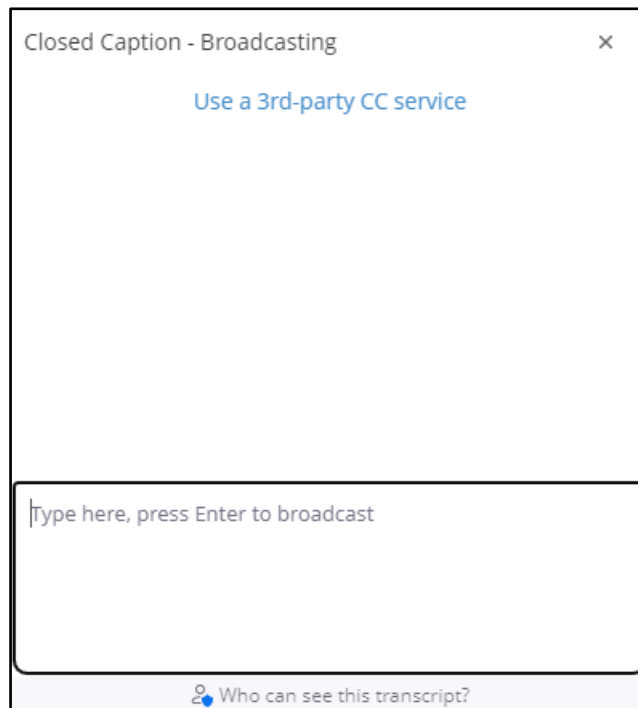 Closed Caption - Broadcasting
Use a 3rd-party CC service
Type here, press Enter to broadcast
Who can see this transcript?